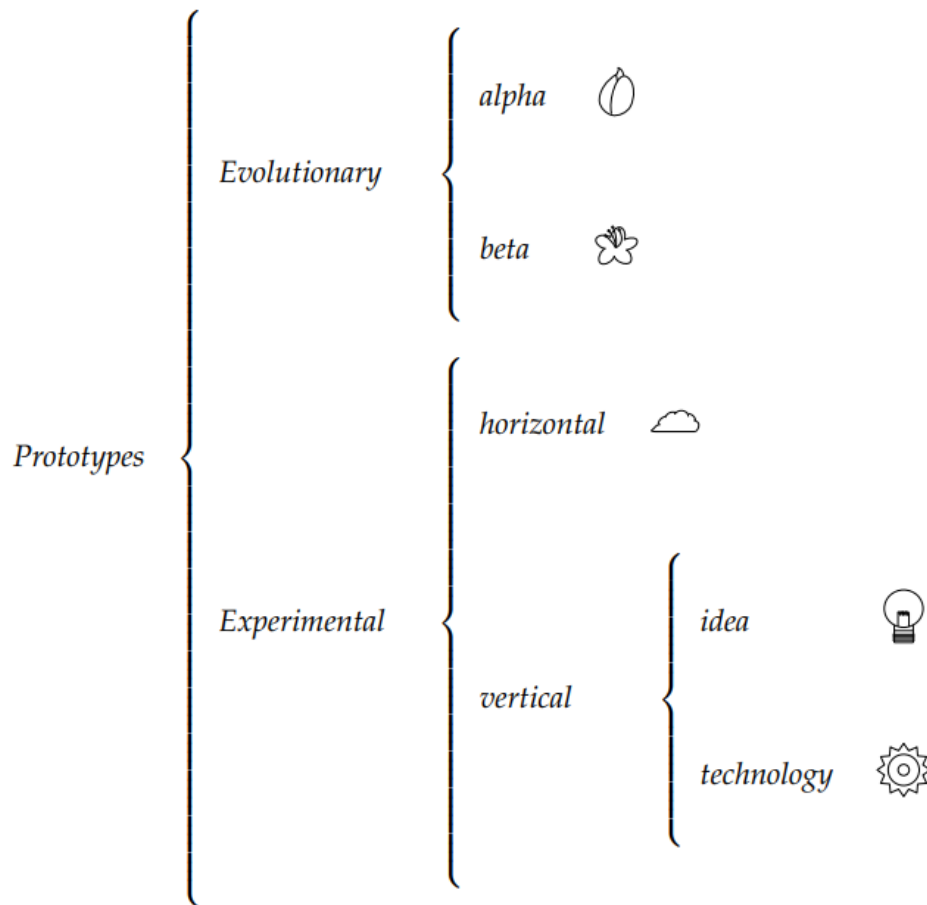 alpha
Evolutionary
beta
horizontal
Prototypes
Experimental
idea
vertical
technology